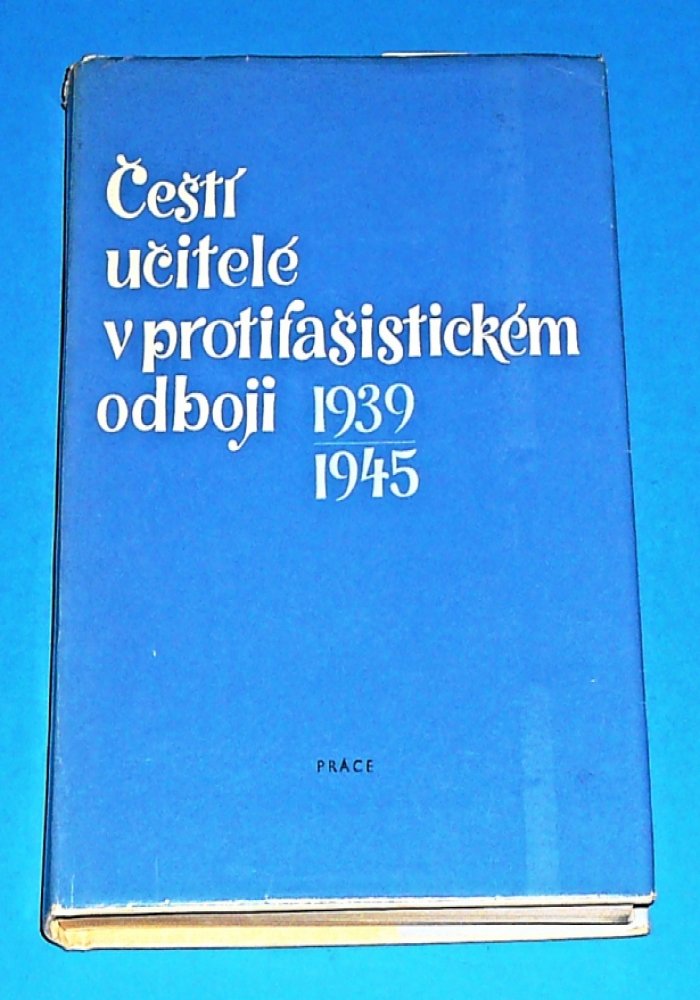 Čeští
učitelé
v protifašistickém
odboji 1939
1945
PRÁCE